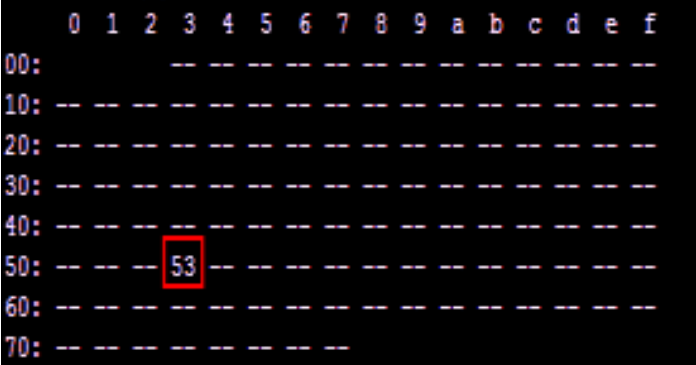 0  1  2  3  4  5  6  7  8  9  a  b  c  d  e  f
00:          -- -- -- -- -- -- -- -- -- -- -- -- --
10: -- -- -- -- -- -- -- -- -- -- -- -- -- -- -- --
20: -- -- -- -- -- -- -- -- -- -- -- -- -- -- -- --
30: -- -- -- -- -- -- -- -- -- -- -- -- -- -- -- --
40: -- -- -- -- -- -- -- -- -- -- -- -- -- -- -- --
50: -- -- -- 53 -- -- -- -- -- -- -- -- -- -- -- --
60: -- -- -- -- -- -- -- -- -- -- -- -- -- -- -- --
70: -- -- -- -- -- -- -- --